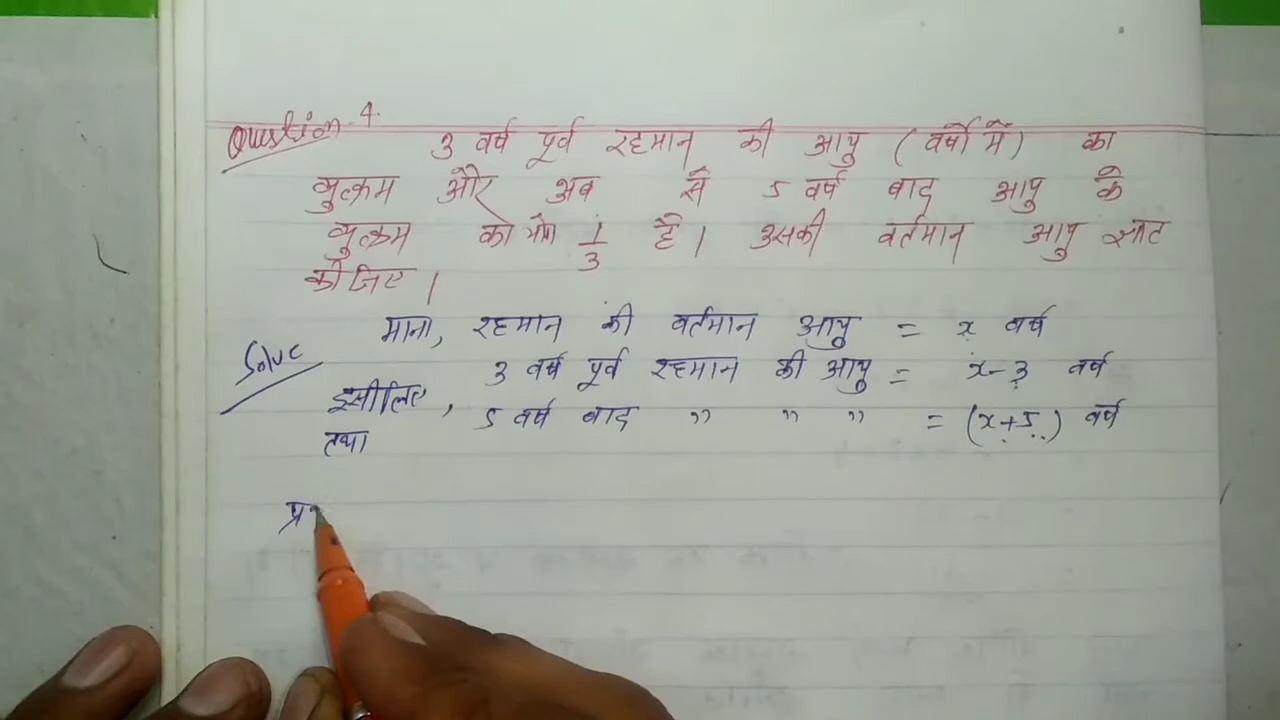 Question-4.
3 वर्ष पूर्व रहमान की आयु (वर्षों में) का
व्युत्क्रम और अब से 5 वर्ष बाद आयु के
व्युत्क्रम को योग 1/3 है। उसकी वर्तमान आयु ज्ञात
कीजिए।
Solve माना, रहमान की वर्तमान आयु = x वर्ष
इसीलिए, 3 वर्ष पूर्व रहमान की आयु = x-3 वर्ष
तथा 5 वर्ष बाद " " " = (x+5) वर्ष
प्र